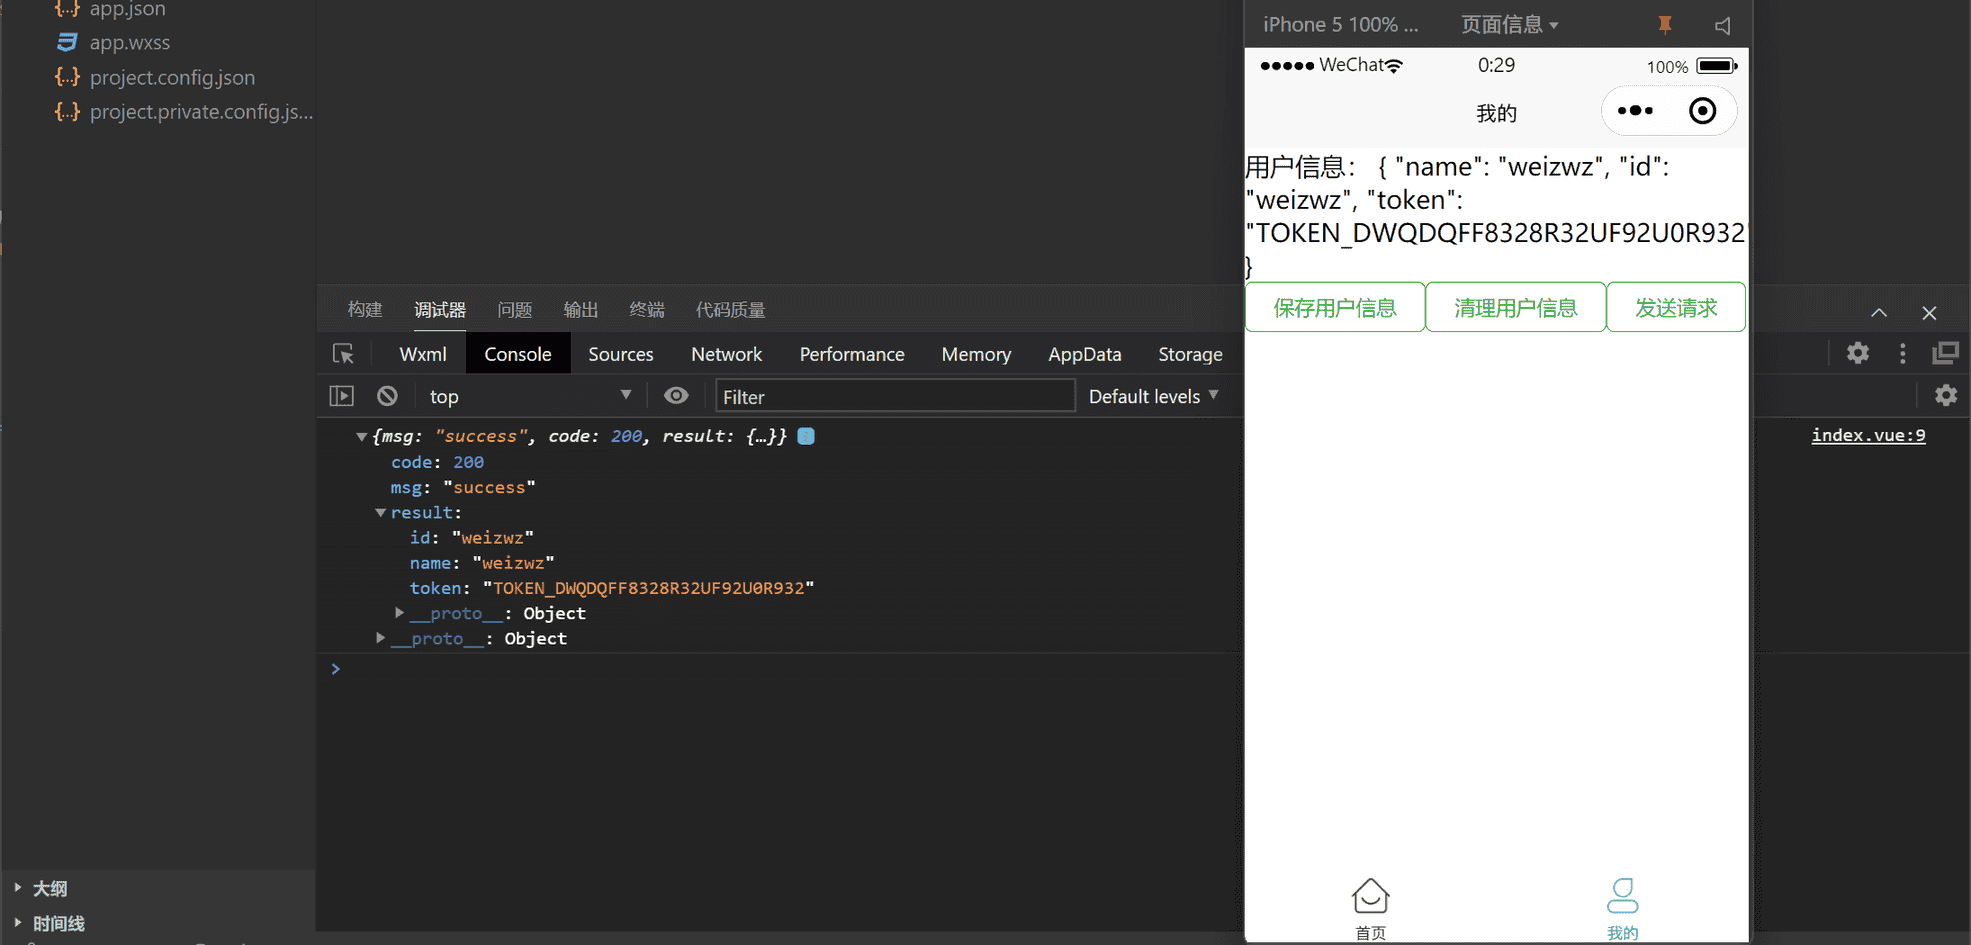 app.json
app.wxss
project.config.json
project.private.config.js...
大纲
时间线
构建 调试器 问题 输出 终端 代码质量
Wxml Console Sources Network Performance Memory AppData Storage
top Filter Default levels
{msg: "success", code: 200, result: {…}}
index.vue:9
code: 200
msg: "success"
result:
id: "weizwz"
name: "weizwz"
token: "TOKEN_DWQDQFF8328R32UF92U0R932"
__proto__: Object
__proto__: Object
iPhone 5 100% ... 页面信息
WeChat 0:29 100%
我的
用户信息： { "name": "weizwz", "id":
"weizwz", "token":
"TOKEN_DWQDQFF8328R32UF92U0R932"
}
保存用户信息 清理用户信息 发送请求
首页 我的